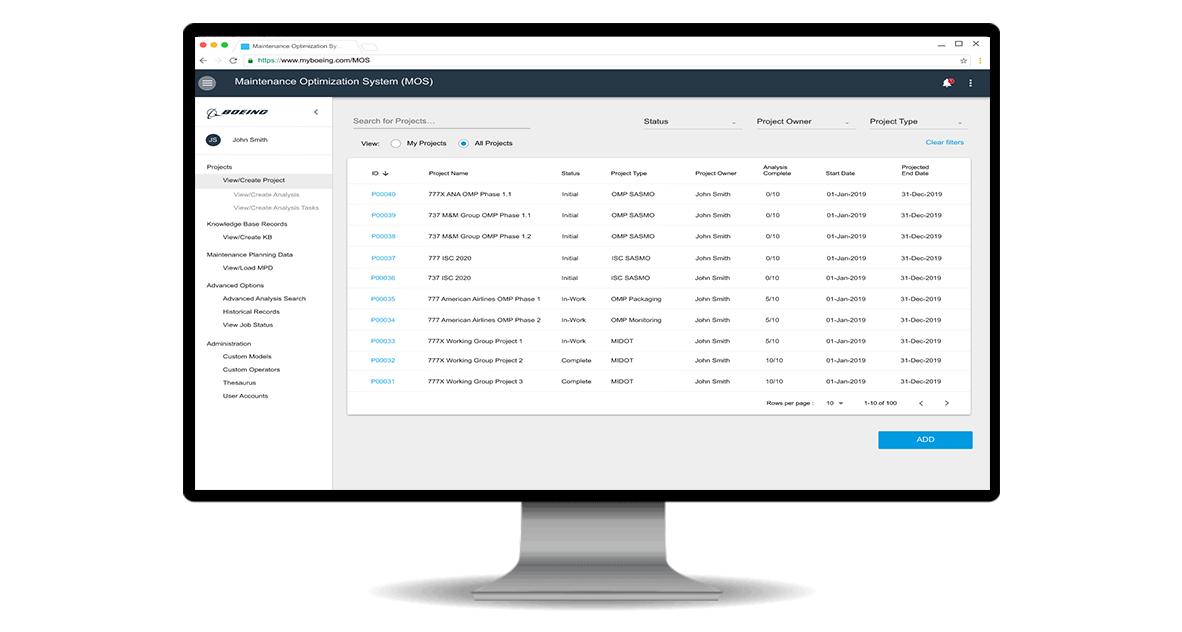 Maintenance Optimization Sy...
https://www.myboeing.com/MOS
Maintenance Optimization System (MOS)
BOEING
JS John Smith
Projects
View/Create Project
View/Create Analysis
View/Create Analysis Tasks
Knowledge Base Records
View/Create KB
Maintenance Planning Data
View/Load MPD
Advanced Options
Advanced Analysis Search
Historical Records
View Job Status
Administration
Custom Models
Custom Operators
Thesaurus
User Accounts
Search for Projects... Status Project Owner Project Type
View: My Projects All Projects Clear filters
ID Project Name Status Project Type Project Owner Analysis Complete Start Date Projected End Date
P00040 777X ANA OMP Phase 1.1 Initial OMP SASMO John Smith 0/10 01-Jan-2019 31-Dec-2019
P00039 737 M&M Group OMP Phase 1.1 Initial OMP SASMO John Smith 0/10 01-Jan-2019 31-Dec-2019
P00038 737 M&M Group OMP Phase 1.2 Initial OMP SASMO John Smith 0/10 01-Jan-2019 31-Dec-2019
P00037 777 ISC 2020 Initial ISC SASMO John Smith 0/10 01-Jan-2019 31-Dec-2019
P00036 737 ISC 2020 Initial ISC SASMO John Smith 0/10 01-Jan-2019 31-Dec-2019
P00035 777 American Airlines OMP Phase 1 In-Work OMP Packaging John Smith 5/10 01-Jan-2019 31-Dec-2019
P00034 777 American Airlines OMP Phase 2 In-Work OMP Monitoring John Smith 5/10 01-Jan-2019 31-Dec-2019
P00033 777X Working Group Project 1 In-Work MIDOT John Smith 5/10 01-Jan-2019 31-Dec-2019
P00032 777X Working Group Project 2 Complete MIDOT John Smith 10/10 01-Jan-2019 31-Dec-2019
P00031 777X Working Group Project 3 Complete MIDOT John Smith 10/10 01-Jan-2019 31-Dec-2019
Rows per page : 10 1-10 of 100
ADD